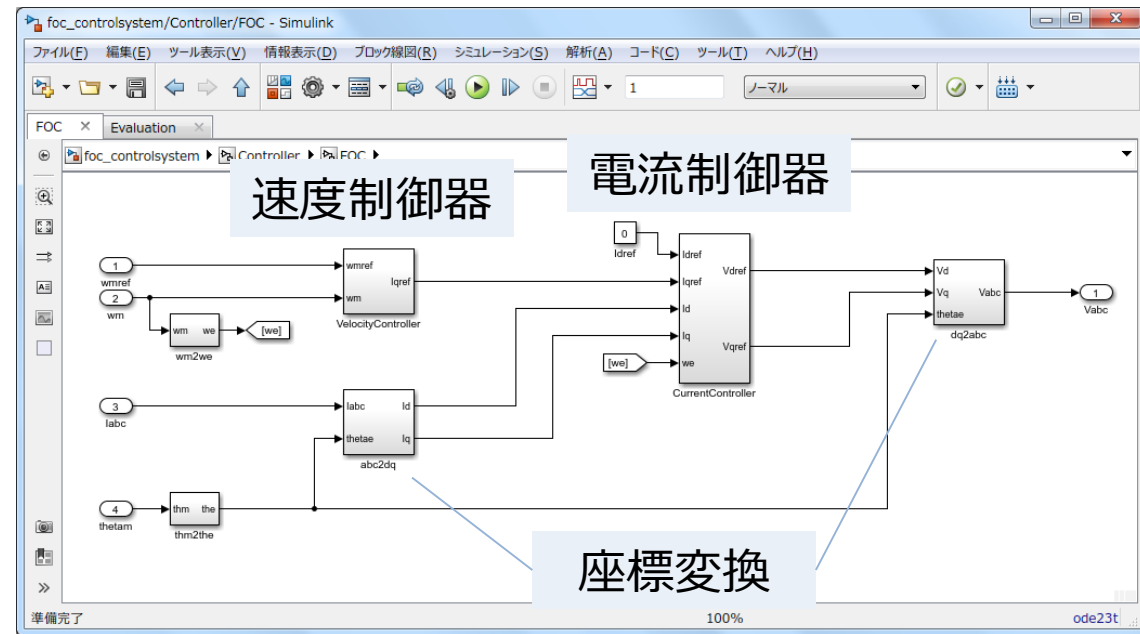 foc_controlsystem/Controller/FOC - Simulink
ファイル(F) 編集(E) ツール表示(V) 情報表示(D) ブロック線図(R) シミュレーション(S) 解析(A) コード(C) ツール(T) ヘルプ(H)
1 ノーマル
FOC Evaluation
foc_controlsystem Controller FOC
速度制御器
電流制御器
0
Idref
1
wmref
2
wm
wmref
wm
Iqref
VelocityController
wm we
wm2we
[we]
Idref
Iqref
Id
Iq
we
Vdref
Vqref
CurrentController
[we]
Vd
Vq
thetae
Vabc
dq2abc
1
Vabc
3
Iabc
Iabc
thetae
Id
Iq
abc2dq
4
thetam
thm the
thm2the
座標変換
準備完了 100% ode23t